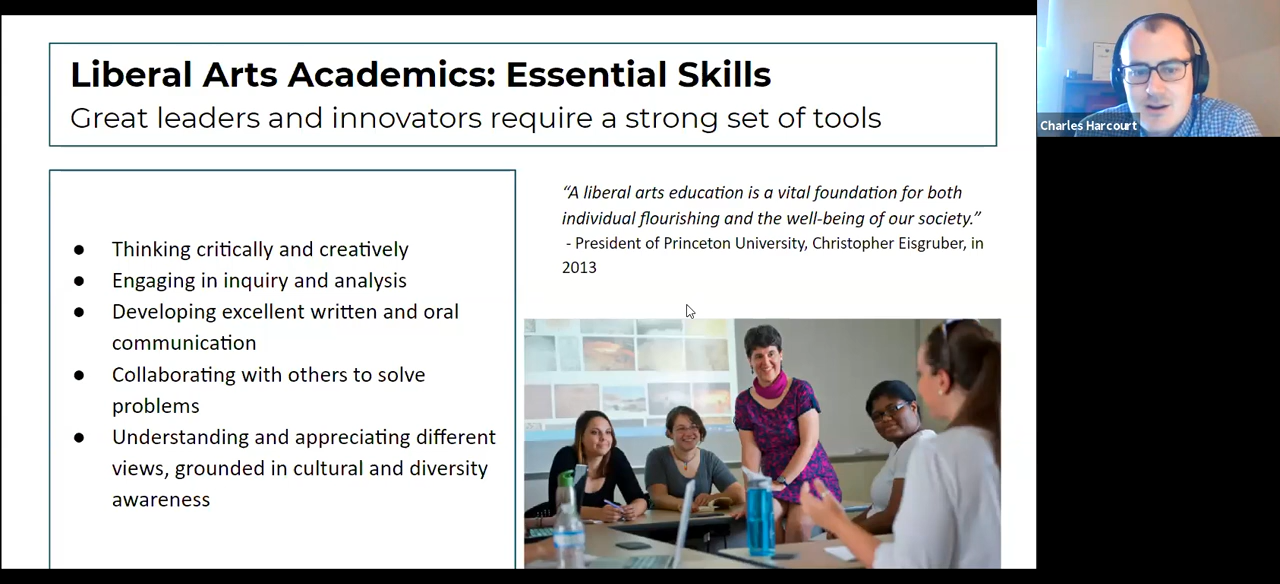 Liberal Arts Academics: Essential Skills
Great leaders and innovators require a strong set of tools
Charles Harcourt
● Thinking critically and creatively
● Engaging in inquiry and analysis
● Developing excellent written and oral
communication
● Collaborating with others to solve
problems
● Understanding and appreciating different
views, grounded in cultural and diversity
awareness
“A liberal arts education is a vital foundation for both
individual flourishing and the well-being of our society.”
- President of Princeton University, Christopher Eisgruber, in
2013